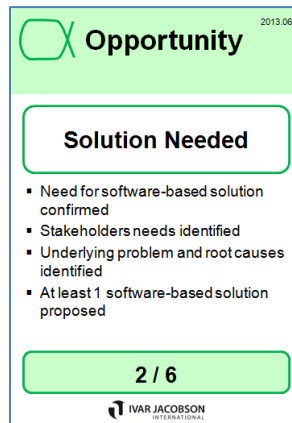 Opportunity
2013.06
Solution Needed
▪ Need for software-based solution
confirmed
▪ Stakeholders needs identified
▪ Underlying problem and root causes
identified
▪ At least 1 software-based solution
proposed
2 / 6
IVAR JACOBSON
INTERNATIONAL